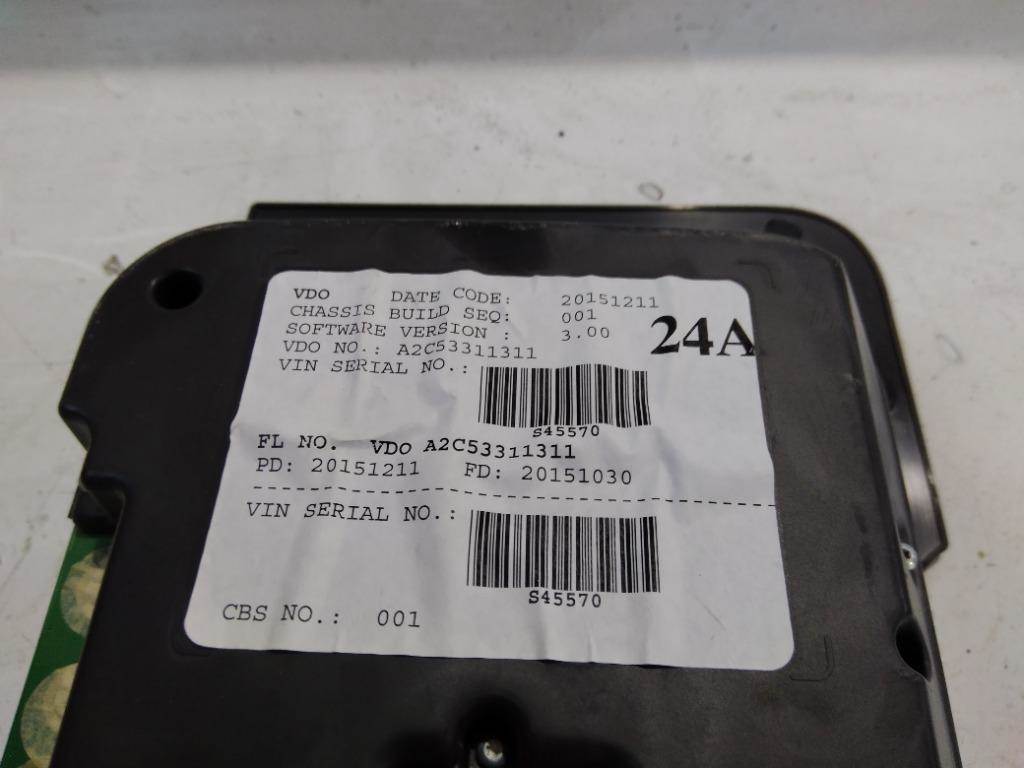 VDO DATE CODE: 20151211
CHASSIS BUILD SEQ: 001
SOFTWARE VERSION : 3.00
24A
VDO NO.: A2C53311311
VIN SERIAL NO.:
S45570
FL NO. VDO A2C53311311
PD: 20151211 FD: 20151030
VIN SERIAL NO.:
S45570
CBS NO.: 001